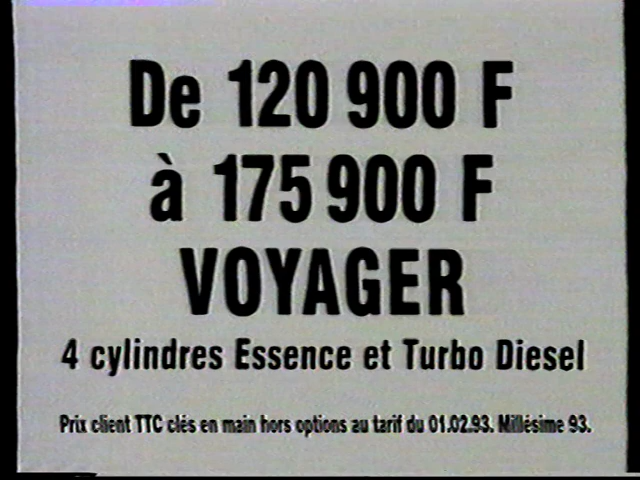 De 120 900 F
à 175 900 F
VOYAGER
4 cylindres Essence et Turbo Diesel
Prix client TTC clés en main hors options au tarif du 01.02.93. Millésime 93.